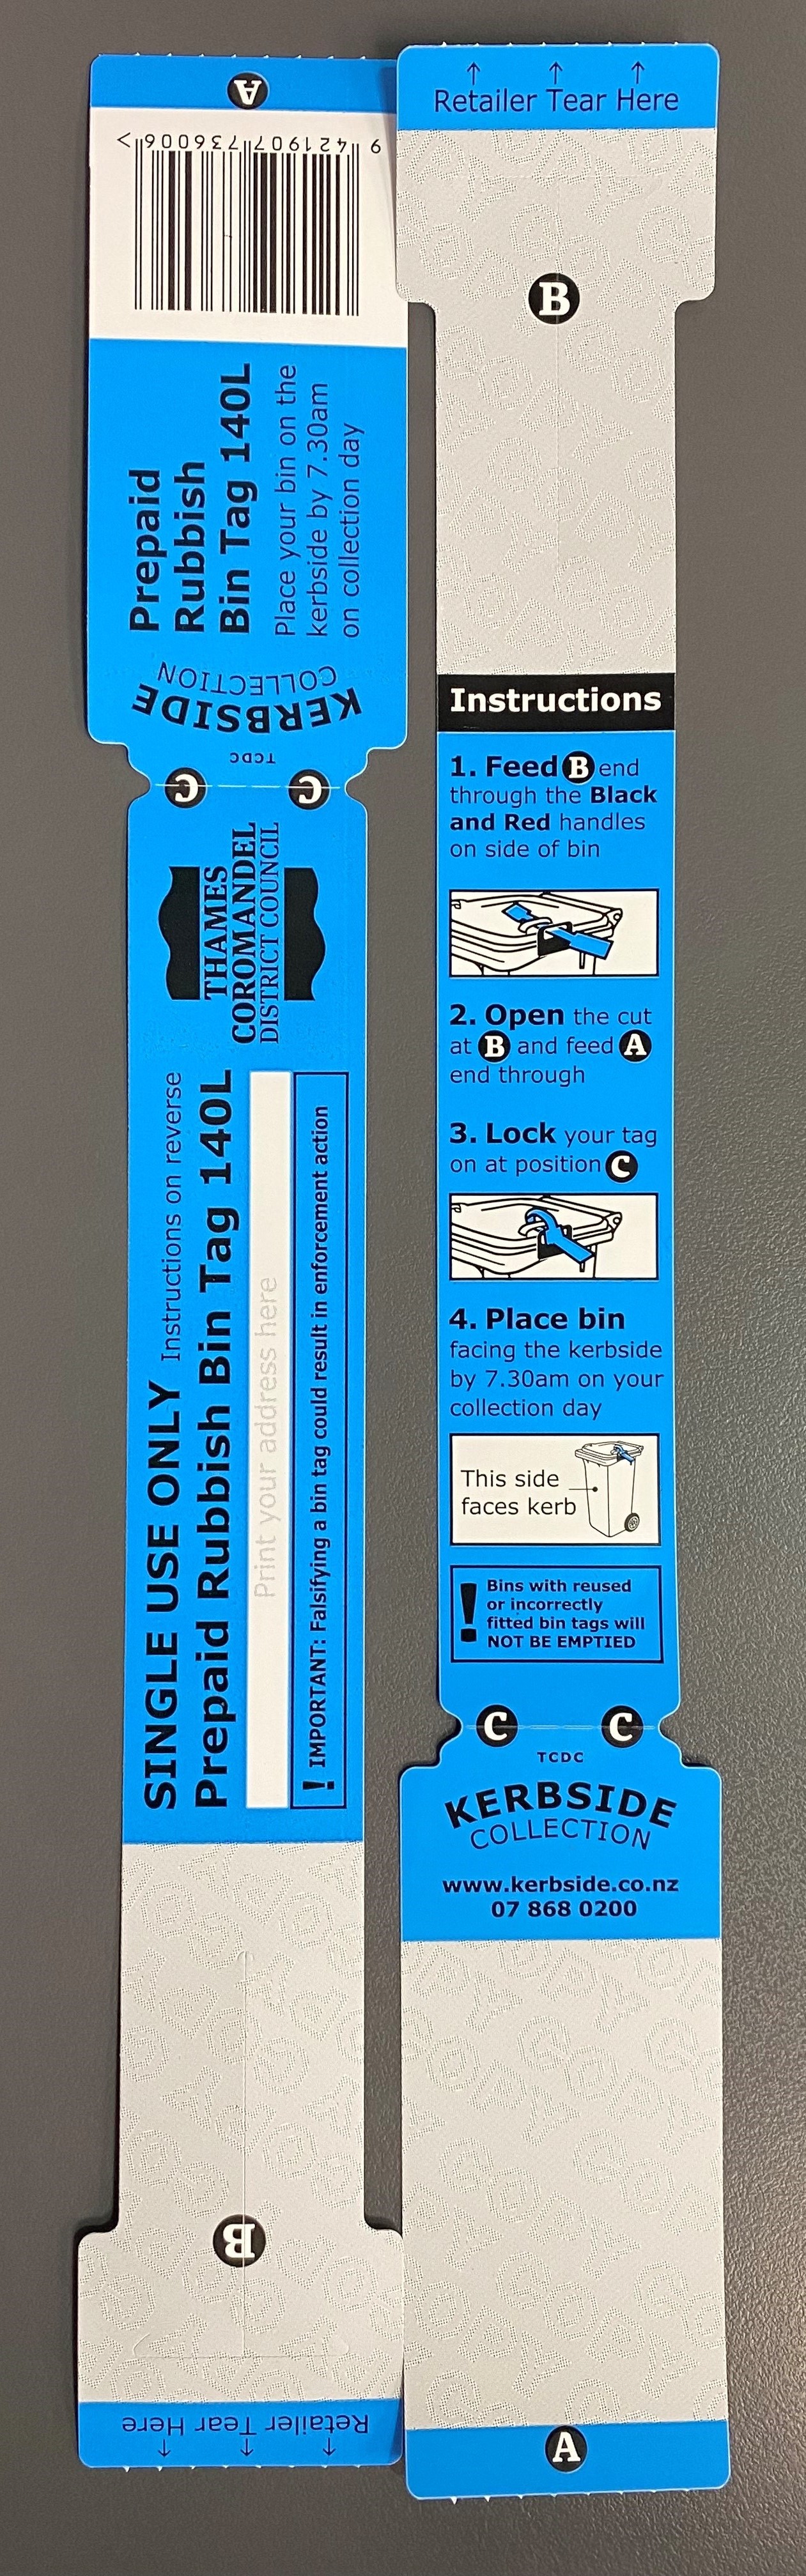 A
9 421907 736006 >
Prepaid
Rubbish
Bin Tag 140L
Place your bin on the
kerbside by 7.30am
on collection day
KERBSIDE
COLLECTION
TCDC
C C
THAMES
COROMANDEL
DISTRICT COUNCIL
SINGLE USE ONLY Instructions on reverse
Prepaid Rubbish Bin Tag 140L
Print your address here
! IMPORTANT: Falsifying a bin tag could result in enforcement action
B
Retailer Tear Here
↑ ↑ ↑
↑ ↑ ↑
Retailer Tear Here
B
Instructions
1. Feed B end
through the Black
and Red handles
on side of bin
2. Open the cut
at B and feed A
end through
3. Lock your tag
on at position C
4. Place bin
facing the kerbside
by 7.30am on your
collection day
This side
faces kerb
! Bins with reused
or incorrectly
fitted bin tags will
NOT BE EMPTIED
C C
TCDC
KERBSIDE
COLLECTION
www.kerbside.co.nz
07 868 0200
A